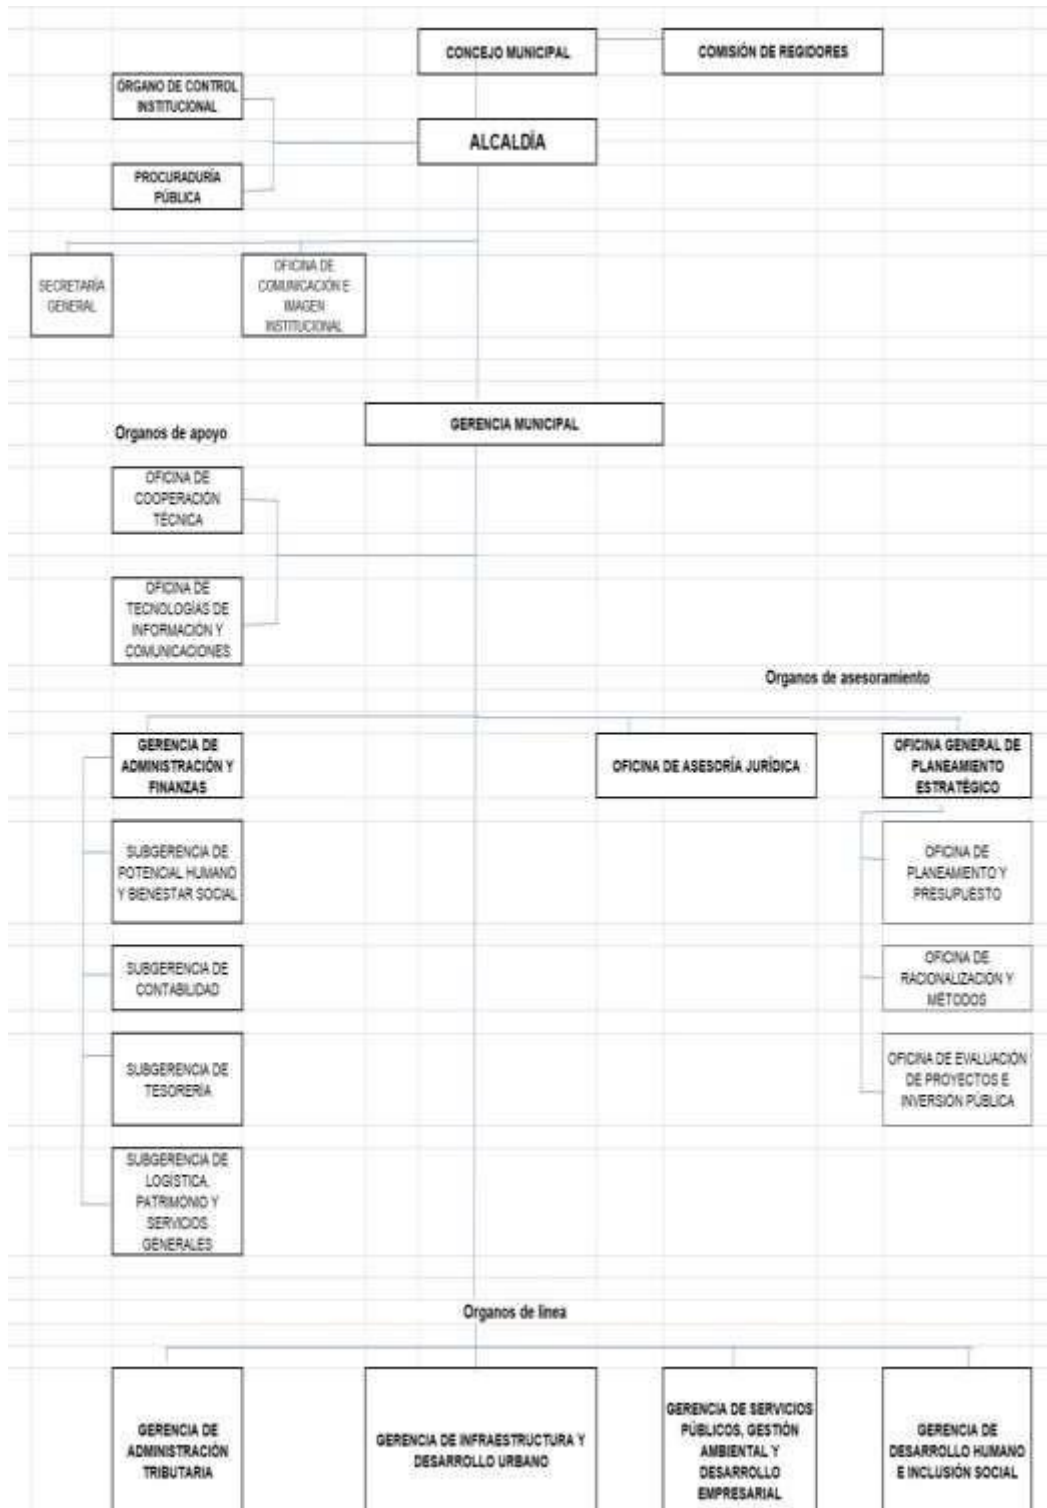 CONCEJO MUNICIPAL
COMISIÓN DE REGIDORES
ÓRGANO DE CONTROL
INSTITUCIONAL
ALCALDÍA
PROCURADURÍA
PÚBLICA
SECRETARÍA
GENERAL
OFICINA DE
COMUNICACIÓN E
IMAGEN
INSTITUCIONAL
GERENCIA MUNICIPAL
Organos de apoyo
OFICINA DE
COOPERACIÓN
TÉCNICA
OFICINA DE
TECNOLOGÍAS DE
INFORMACIÓN Y
COMUNICACIONES
Organos de asesoramiento
GERENCIA DE
ADMINISTRACIÓN Y
FINANZAS
OFICINA DE ASESORÍA JURÍDICA
OFICINA GENERAL DE
PLANEAMIENTO
ESTRATÉGICO
SUBGERENCIA DE
POTENCIAL HUMANO
Y BIENESTAR SOCIAL
OFICINA DE
PLANEAMIENTO Y
PRESUPUESTO
SUBGERENCIA DE
CONTABILIDAD
OFICINA DE
RACIONALIZACIÓN Y
MÉTODOS
SUBGERENCIA DE
TESORERÍA
OFICINA DE EVALUACIÓN
DE PROYECTOS E
INVERSIÓN PÚBLICA
SUBGERENCIA DE
LOGÍSTICA,
PATRIMONIO Y
SERVICIOS
GENERALES
Organos de linea
GERENCIA DE
ADMINISTRACIÓN
TRIBUTARIA
GERENCIA DE INFRAESTRUCTURA Y
DESARROLLO URBANO
GERENCIA DE SERVICIOS
PÚBLICOS, GESTIÓN
AMBIENTAL Y
DESARROLLO
EMPRESARIAL
GERENCIA DE
DESARROLLO HUMANO
E INCLUSIÓN SOCIAL